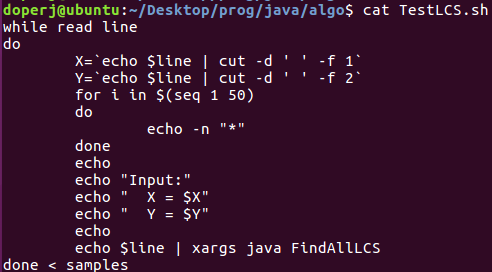 doperj@ubuntu:~/Desktop/prog/java/algo$ cat TestLCS.sh
while read line
do
        X=`echo $line | cut -d ' ' -f 1`
        Y=`echo $line | cut -d ' ' -f 2`
        for i in $(seq 1 50)
        do
                echo -n "*"
        done
        echo
        echo "Input:"
        echo "  X = $X"
        echo "  Y = $Y"
        echo
        echo $line | xargs java FindAllLCS
done < samples